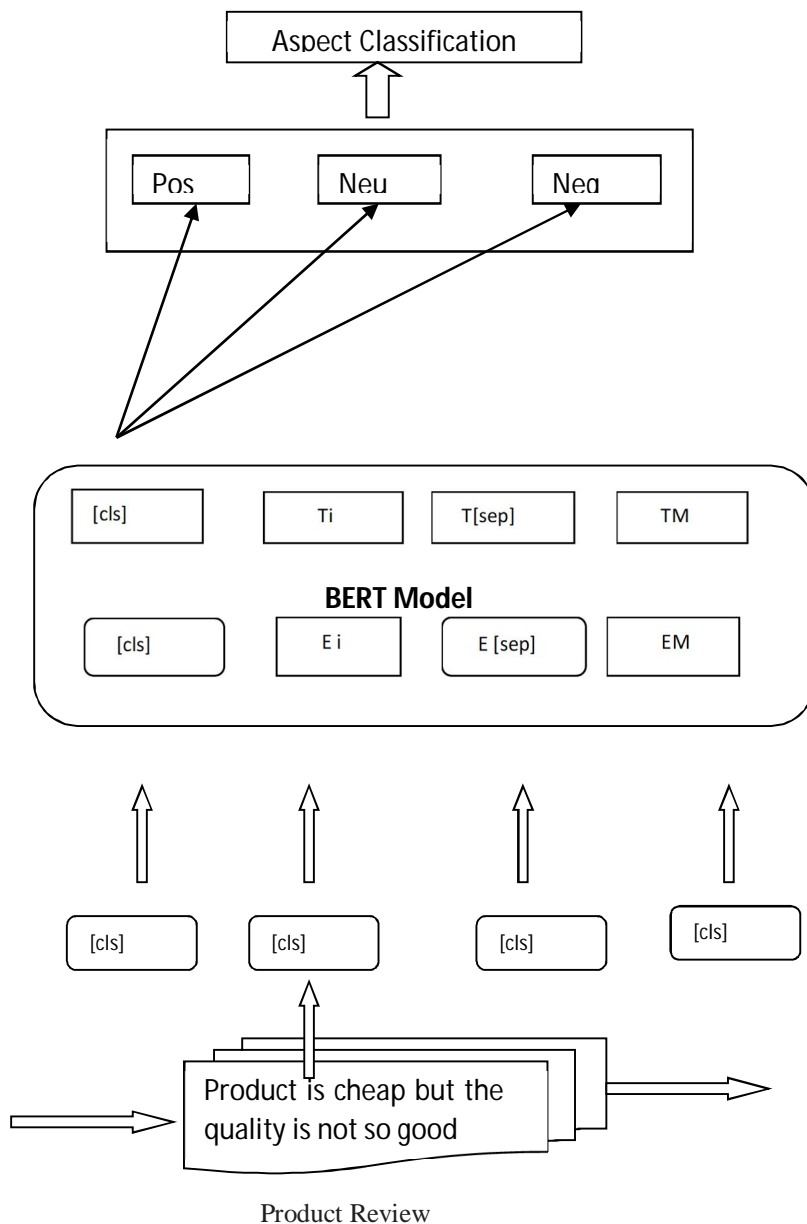 Aspect Classification
Pos
Neu
Neg
[cls]
Ti
T[sep]
TM
BERT Model
[cls]
E i
E [sep]
EM
[cls]
[cls]
[cls]
[cls]
Product is cheap but the
quality is not so good
Product Review